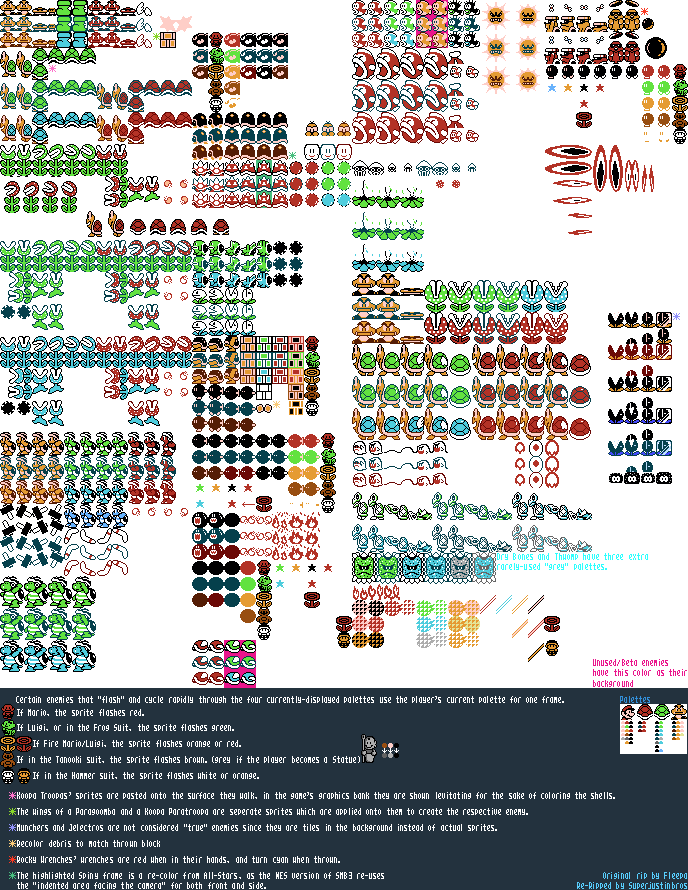 Dry Bones and Thwomp have three extra
rarely-used "grey" palettes.
Unused/Beta enemies
have this color as their
background
Certain enemies that "flash" and cycle rapidly through the four currently-displayed palettes use the player's current palette for one frame.
Palettes
If Mario, the sprite flashes red.
If Luigi, or in the Frog Suit, the sprite flashes green.
If Fire Mario/Luigi, the sprite flashes orange or red.
If in the Tanooki suit, the sprite flashes brown. (grey if the player becomes a Statue)
If in the Hammer suit, the sprite flashes white or orange.
Koopa Troopas' sprites are pasted onto the surface they walk, in the game's graphics bank they are shown levitating for the sake of coloring the shells.
The wings of a Paragoomba and a Koopa Paratroopa are seperate sprites which are applied onto them to create the respective enemy.
Munchers and Jelectros are not considered "true" enemies since they are tiles in the background instead of actual sprites.
Recolor debris to match thrown block
Rocky Wrenches' wrenches are red when in their hands, and turn cyan when thrown.
The highlighted Spiny frame is a re-color from All-Stars, as the NES version of SMB3 re-uses
the "indented area facing the camera" for both front and side.
Original rip by Fleepa
Re-Ripped by Superjustinbros